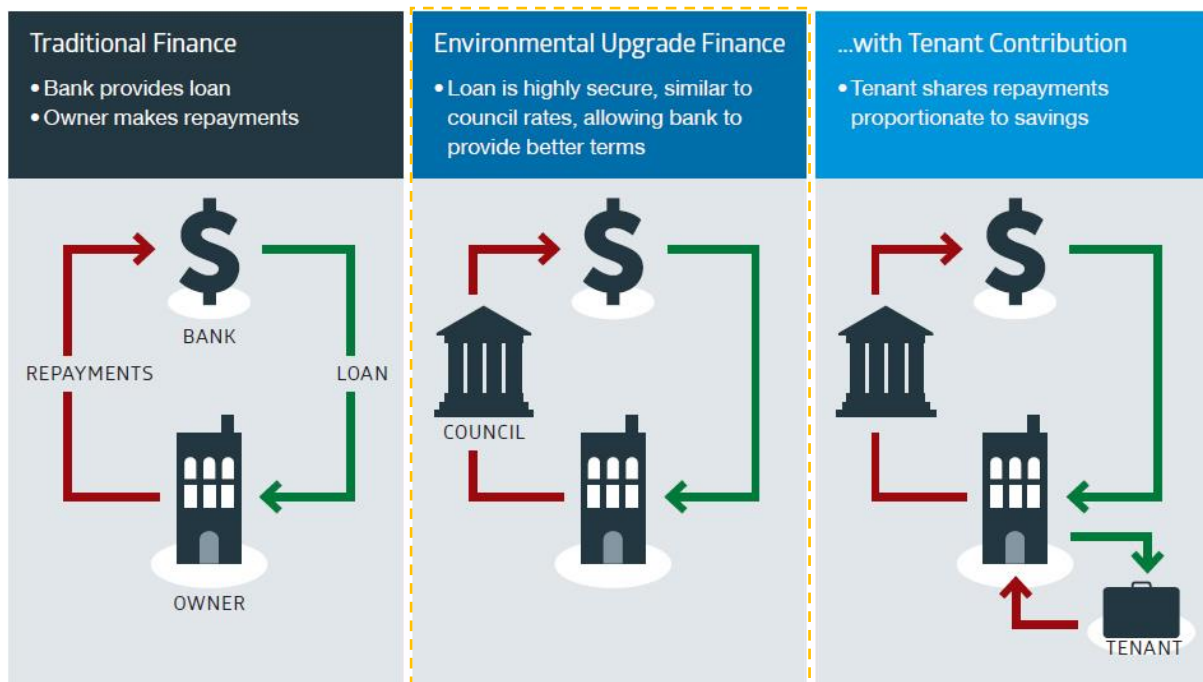 Traditional Finance
• Bank provides loan
• Owner makes repayments
BANK
REPAYMENTS
LOAN
OWNER
Environmental Upgrade Finance
• Loan is highly secure, similar to
council rates, allowing bank to
provide better terms
COUNCIL
...with Tenant Contribution
• Tenant shares repayments
proportionate to savings
TENANT